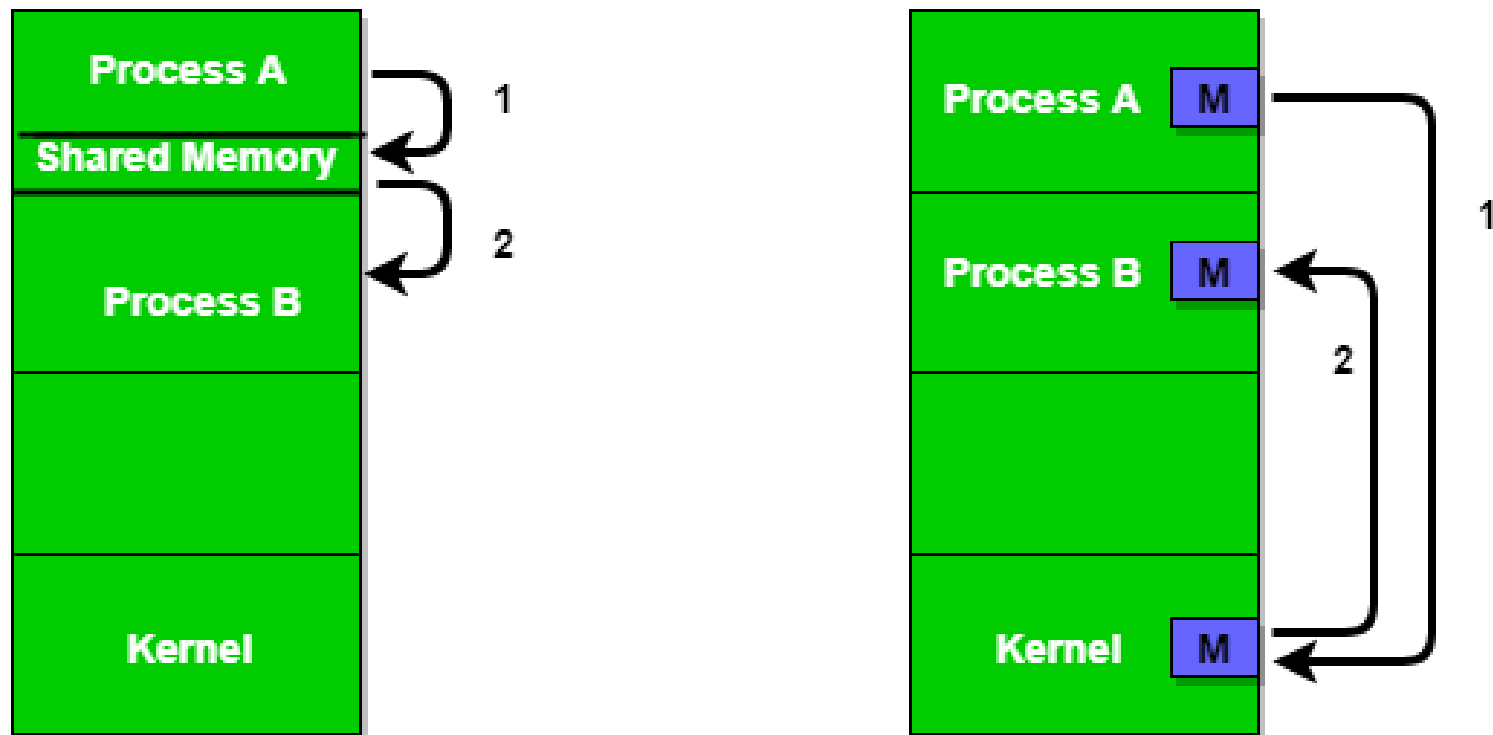 Process A
1
Shared Memory
2
Process B
Kernel
Process A M
1
Process B M
2
Kernel M